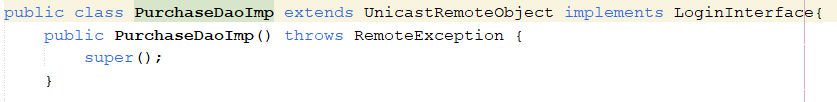 public class PurchaseDaoImp extends UnicastRemoteObject implements LoginInterface{
    public PurchaseDaoImp() throws RemoteException {
        super();
    }